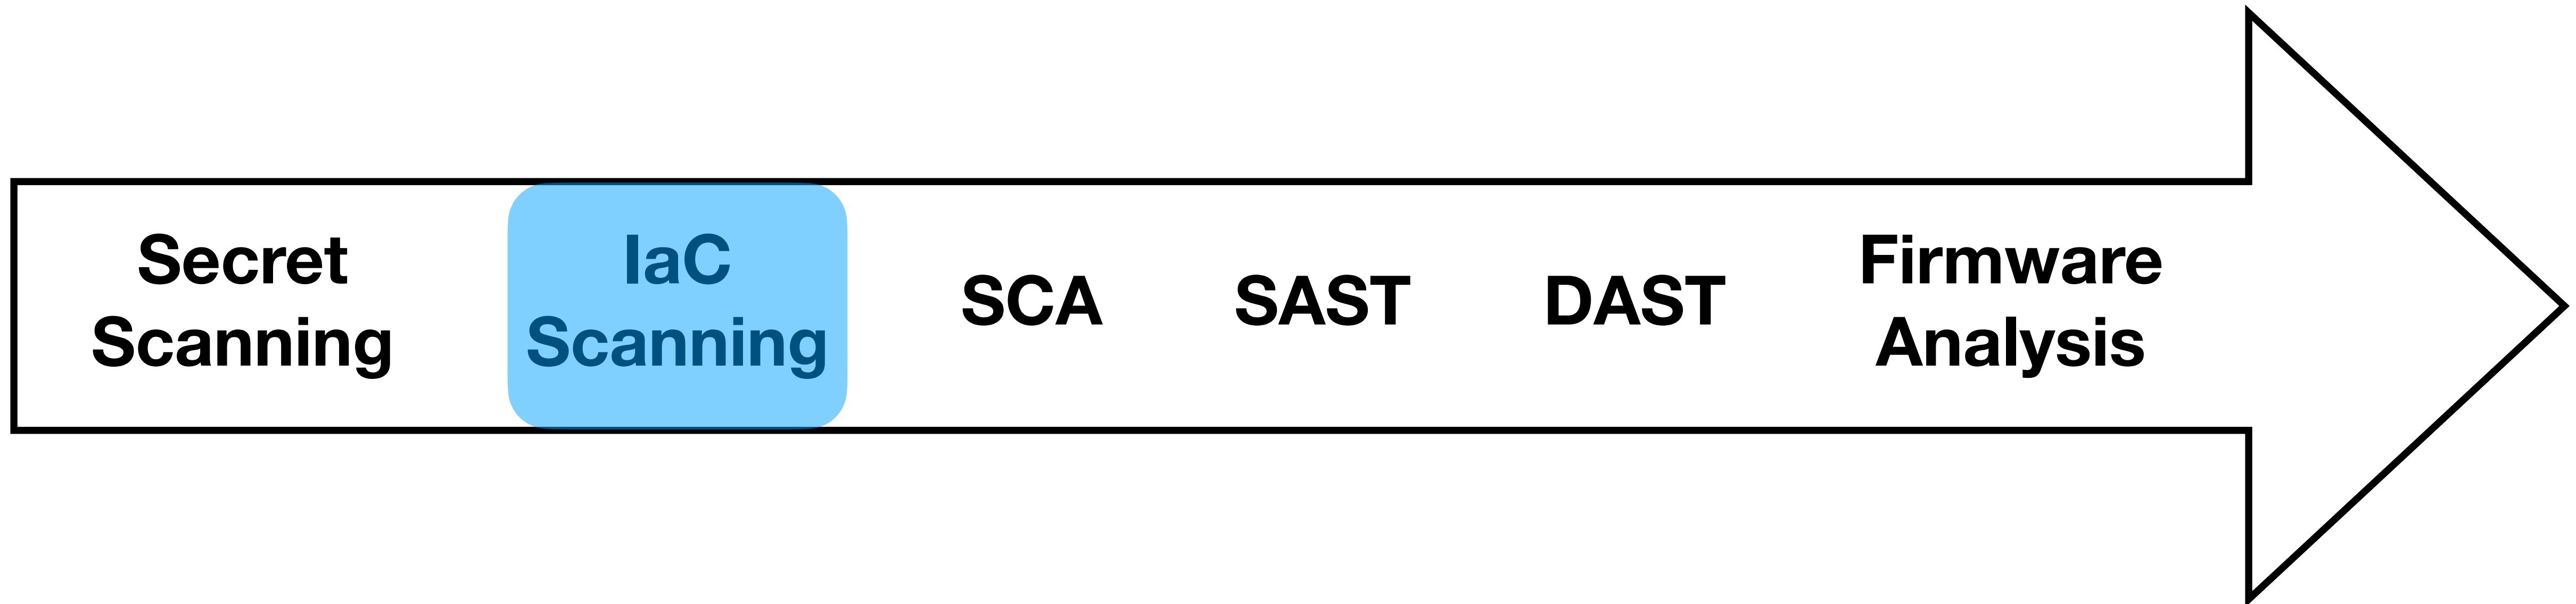 Secret
Scanning
IaC
Scanning
SCA
SAST
DAST
Firmware
Analysis